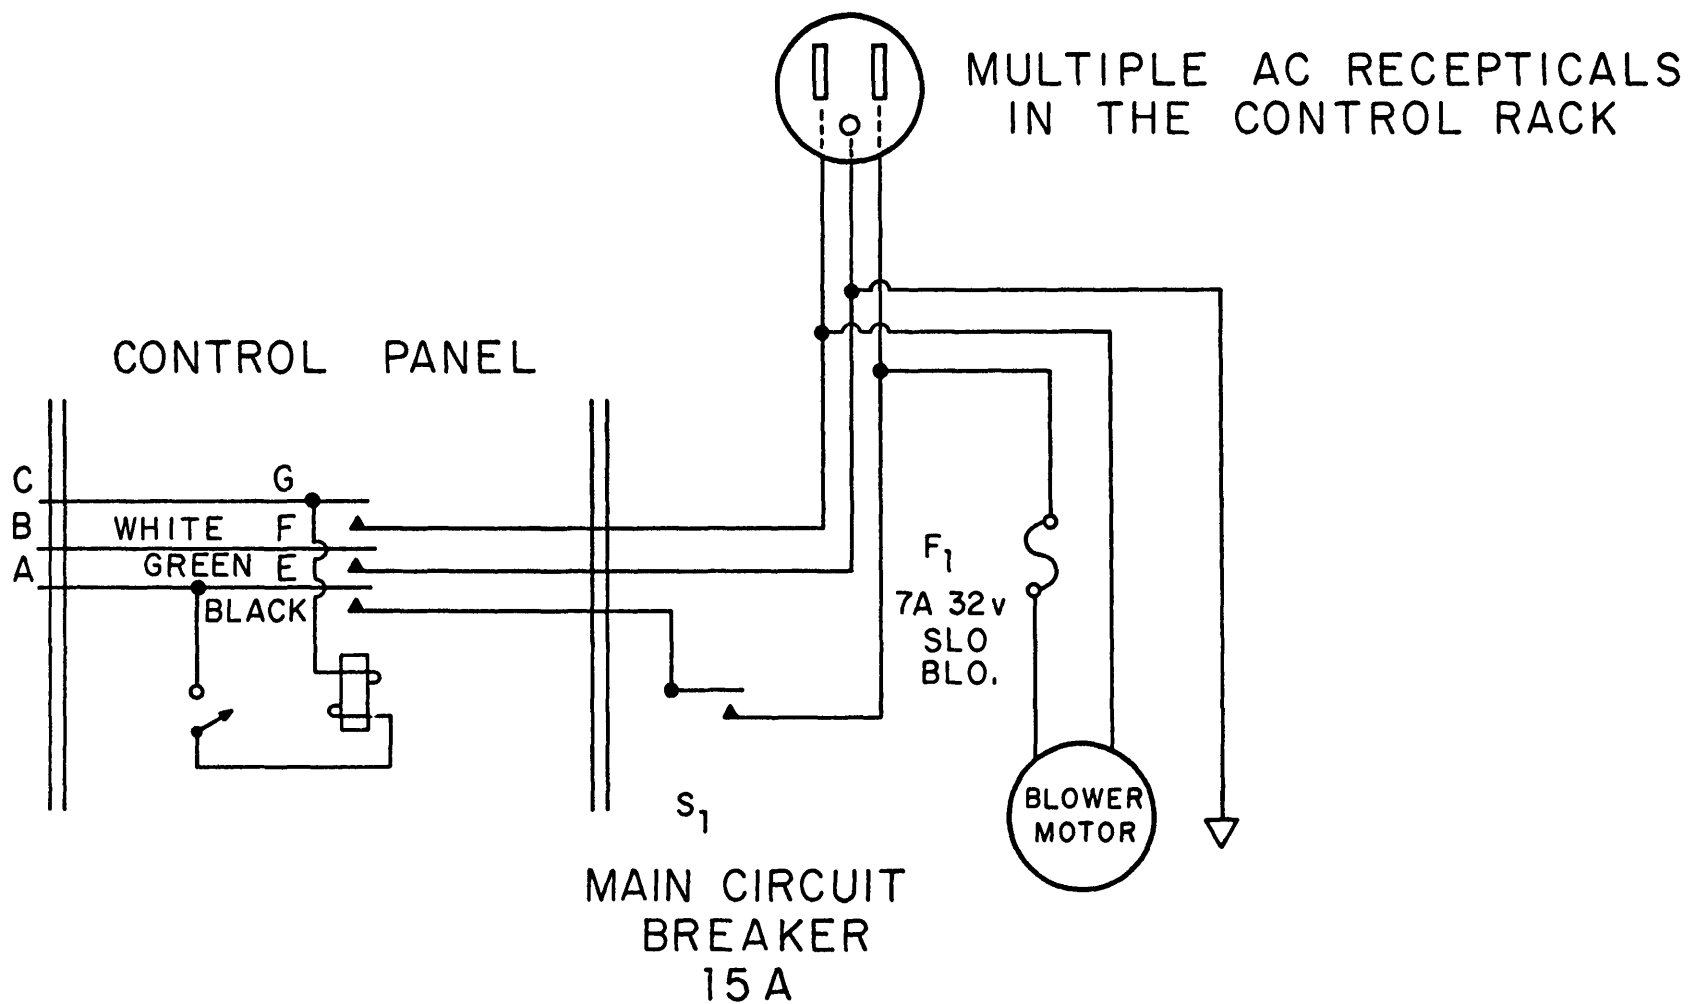 MULTIPLE AC RECEPTICALS
IN THE CONTROL RACK
CONTROL PANEL
C
G
B
WHITE F
A
GREEN E
BLACK
F1
7A 32v
SLO
BLO.
S1
MAIN CIRCUIT
BREAKER
15 A
BLOWER
MOTOR